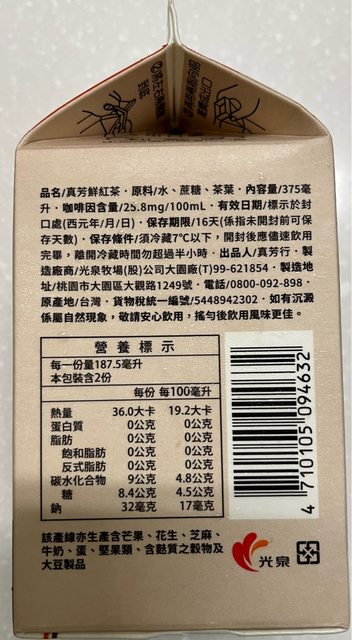 品名/真芳鮮紅茶・原料/水、蔗糖、茶葉・內容量/375毫
升・咖啡因含量/25.8mg/100mL・有效日期/標示於封
口處(西元年/月/日)・保存期限/16天(係指未開封前可保
存天數)・保存條件/須冷藏7℃以下，開封後應儘速飲用
完畢，離開冷藏時間勿超過半小時・出品人/真芳行・製
造廠商/光泉牧場(股)公司大園廠(T)99-621854・製造地
址/桃園市大園區大觀路1249號・電話/0800-092-898・
原產地/台灣・貨物稅統一編號/5448942302・如有沉澱
係屬自然現象，敬請安心飲用，搖勻後飲用風味更佳。
營養標示
每一份量187.5毫升
本包裝含2份
每份 每100毫升
熱量 36.0大卡 19.2大卡
蛋白質 0公克 0公克
脂肪 0公克 0公克
飽和脂肪 0公克 0公克
反式脂肪 0公克 0公克
碳水化合物 9公克 4.8公克
糖 8.4公克 4.5公克
鈉 32毫克 17毫克
4 710105 094632
該產線亦生產含芒果、花生、芝麻、
牛奶、蛋、堅果類、含麩質之穀物及
大豆製品
光泉